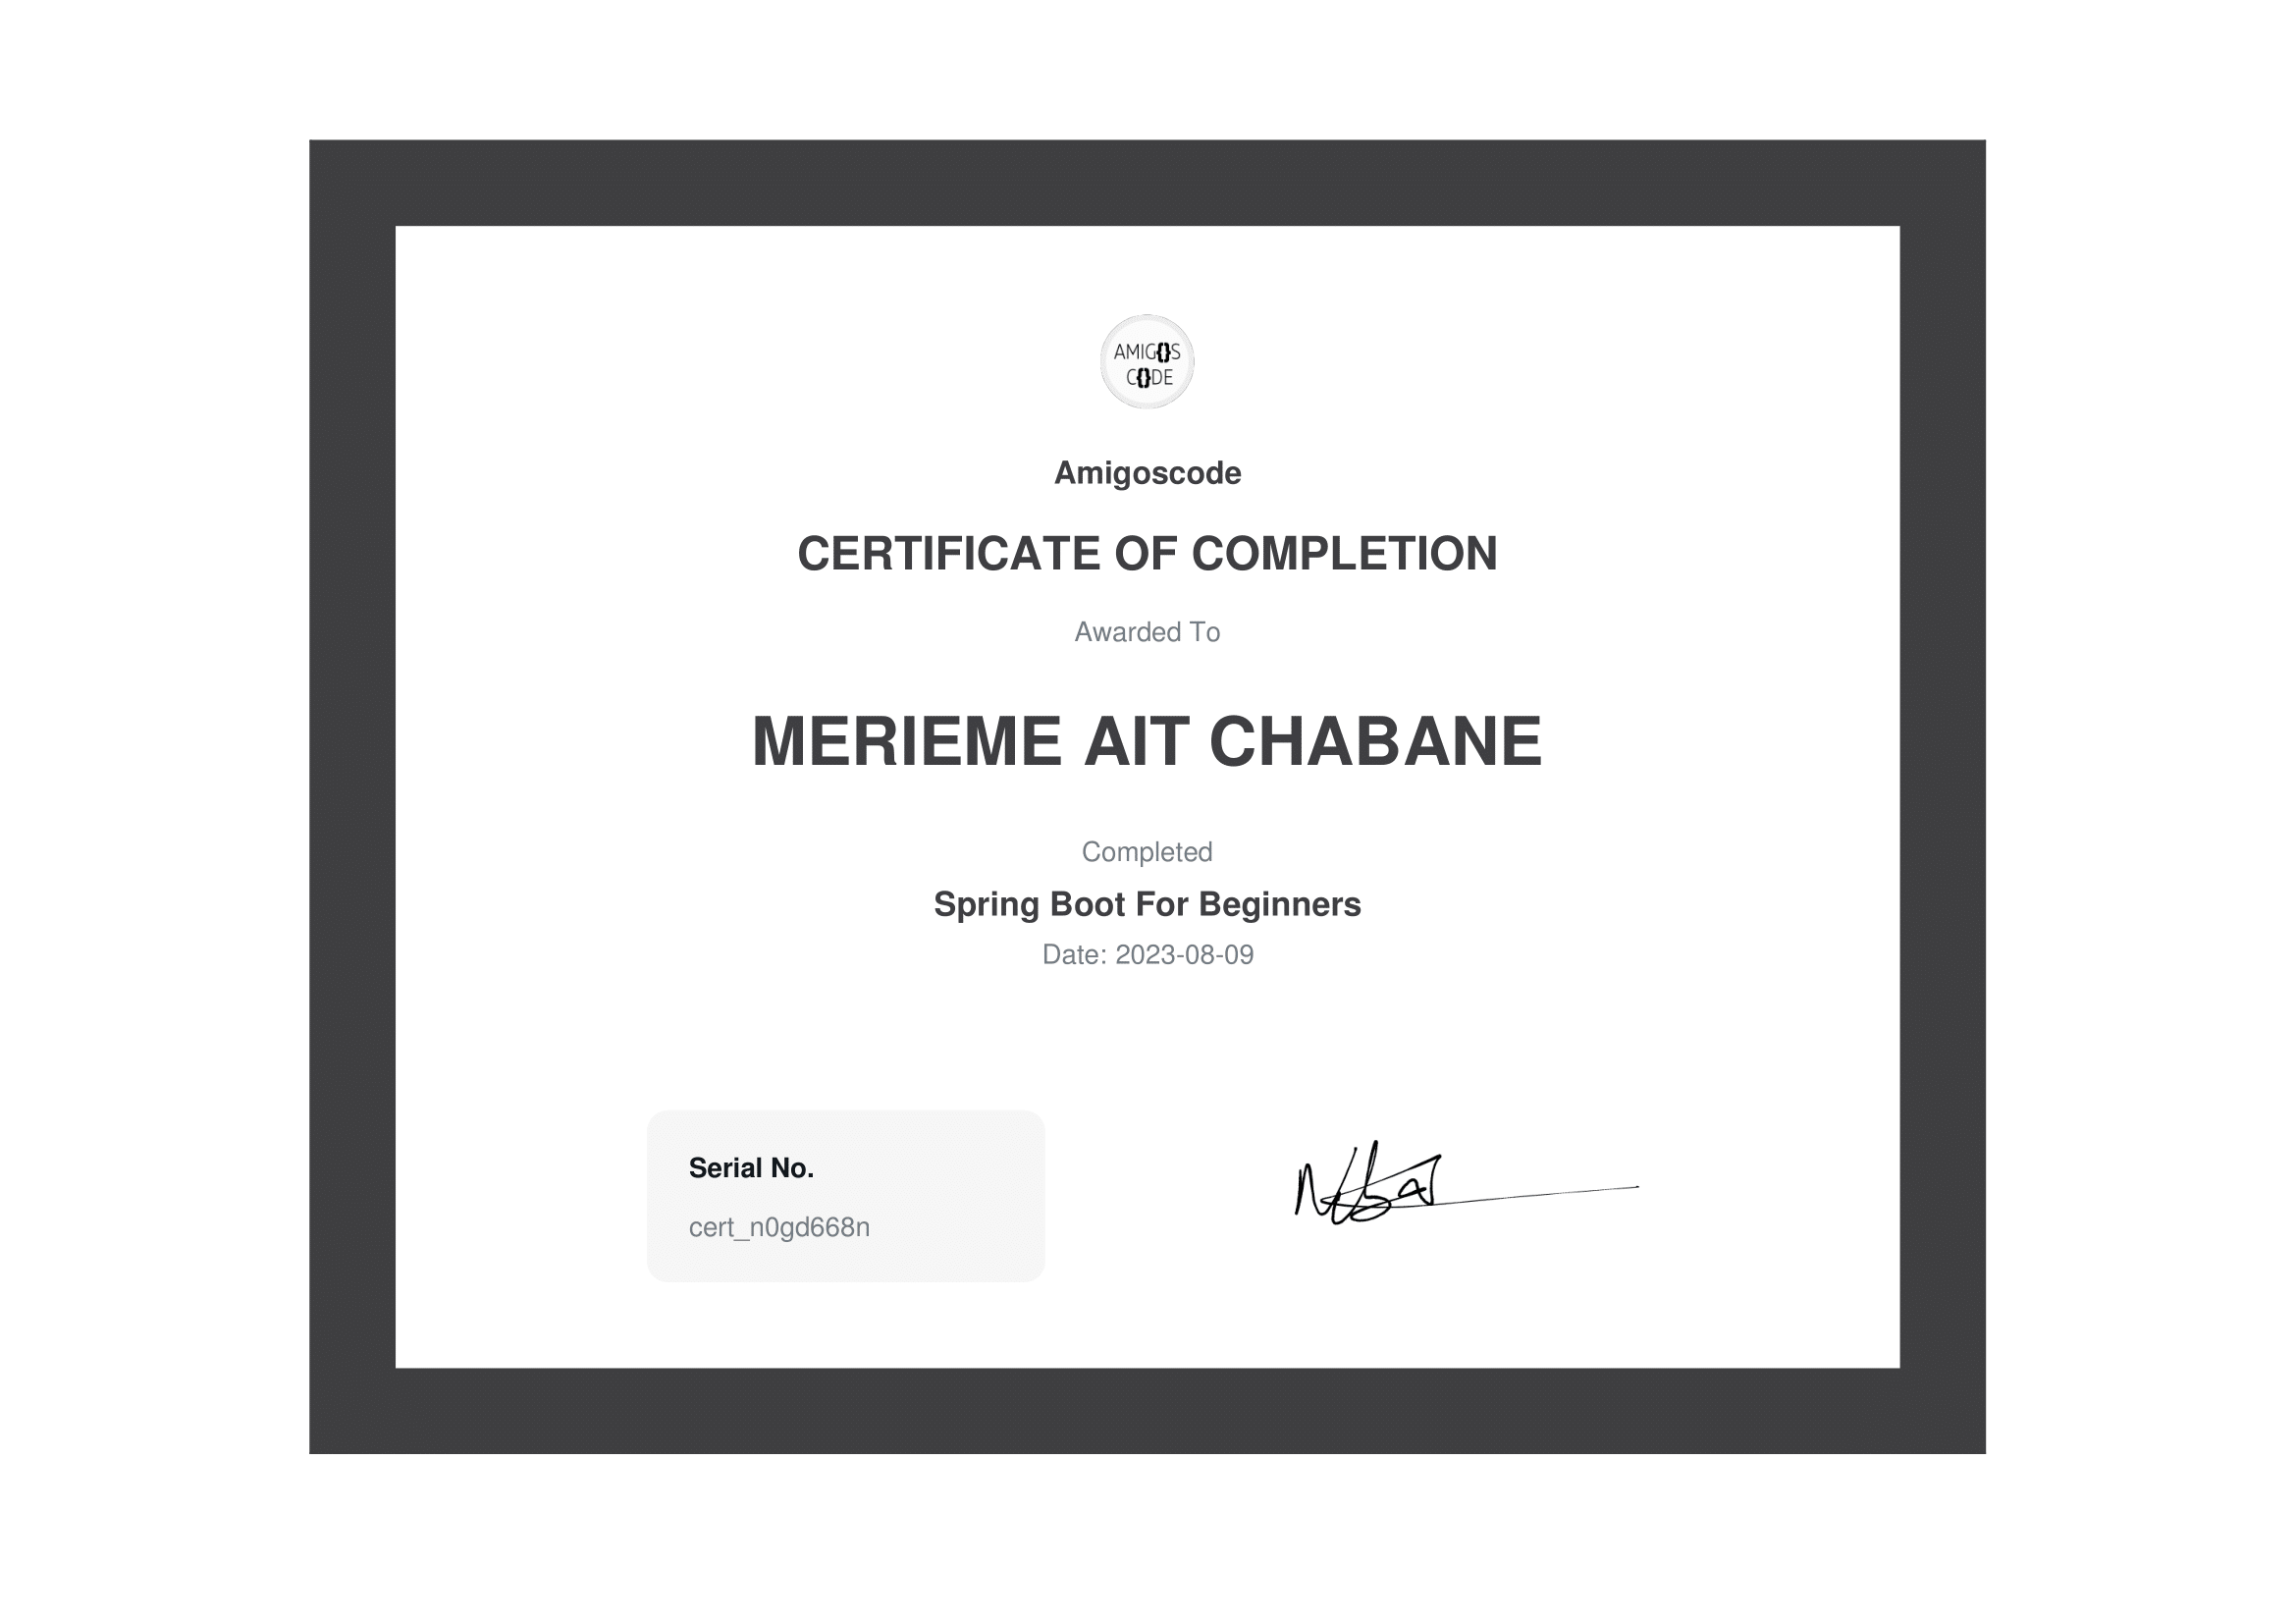 AMIG{}S
C{}DE
Amigoscode
CERTIFICATE OF COMPLETION
Awarded To
MERIEME AIT CHABANE
Completed
Spring Boot For Beginners
Date: 2023-08-09
Serial No.
cert_n0gd668n